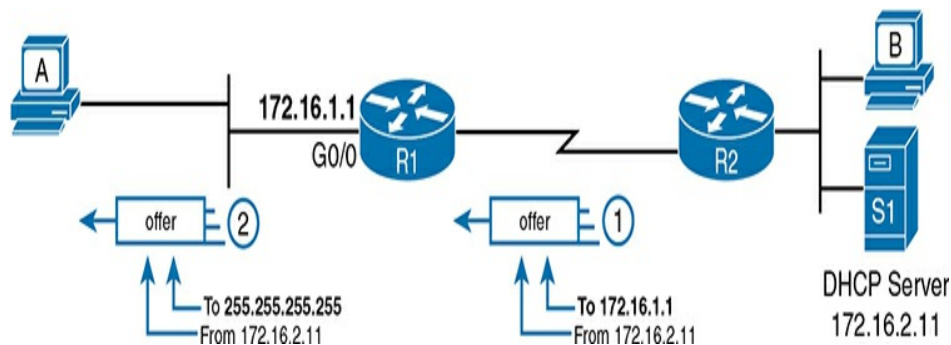 A
172.16.1.1
G0/0
R1
R2
B
S1
DHCP Server
172.16.2.11
offer
2
To 255.255.255.255
From 172.16.2.11
offer
1
To 172.16.1.1
From 172.16.2.11